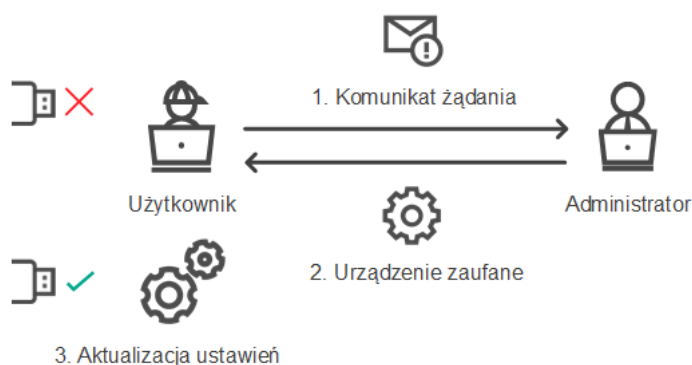 1. Komunikat żądania
Użytkownik
Administrator
2. Urządzenie zaufane
3. Aktualizacja ustawień